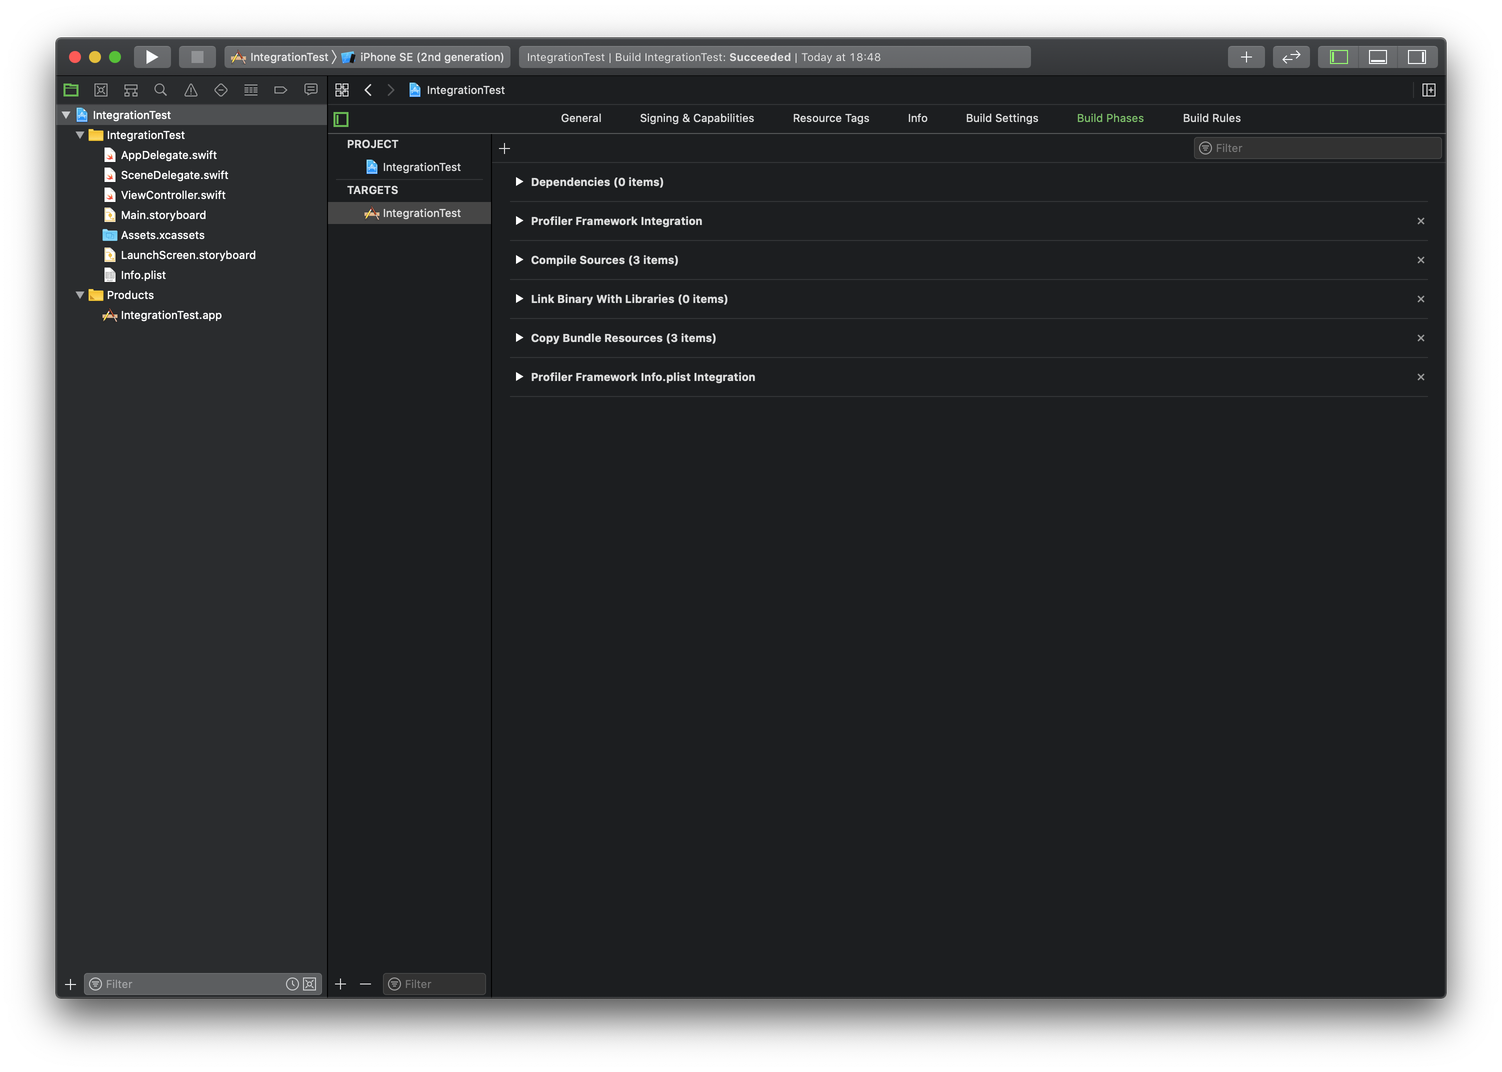 IntegrationTest
iPhone SE (2nd generation)
IntegrationTest | Build IntegrationTest: Succeeded | Today at 18:48
IntegrationTest
IntegrationTest
IntegrationTest
AppDelegate.swift
SceneDelegate.swift
ViewController.swift
Main.storyboard
Assets.xcassets
LaunchScreen.storyboard
Info.plist
Products
IntegrationTest.app
Filter
General
Signing & Capabilities
Resource Tags
Info
Build Settings
Build Phases
Build Rules
PROJECT
IntegrationTest
TARGETS
IntegrationTest
Filter
Filter
Dependencies (0 items)
Profiler Framework Integration
Compile Sources (3 items)
Link Binary With Libraries (0 items)
Copy Bundle Resources (3 items)
Profiler Framework Info.plist Integration